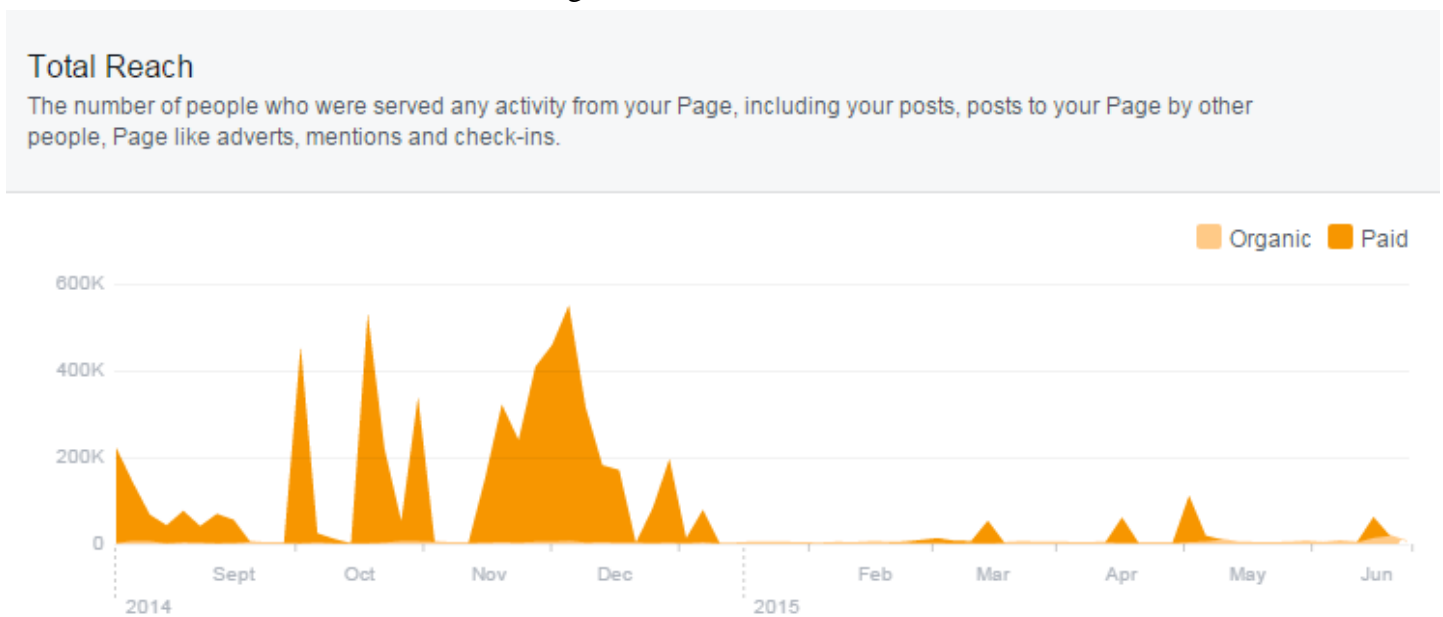 Total Reach
The number of people who were served any activity from your Page, including your posts, posts to your Page by other
people, Page like adverts, mentions and check-ins.
Organic Paid
600K
400K
200K
0
Sept Oct Nov Dec Feb Mar Apr May Jun
2014 2015